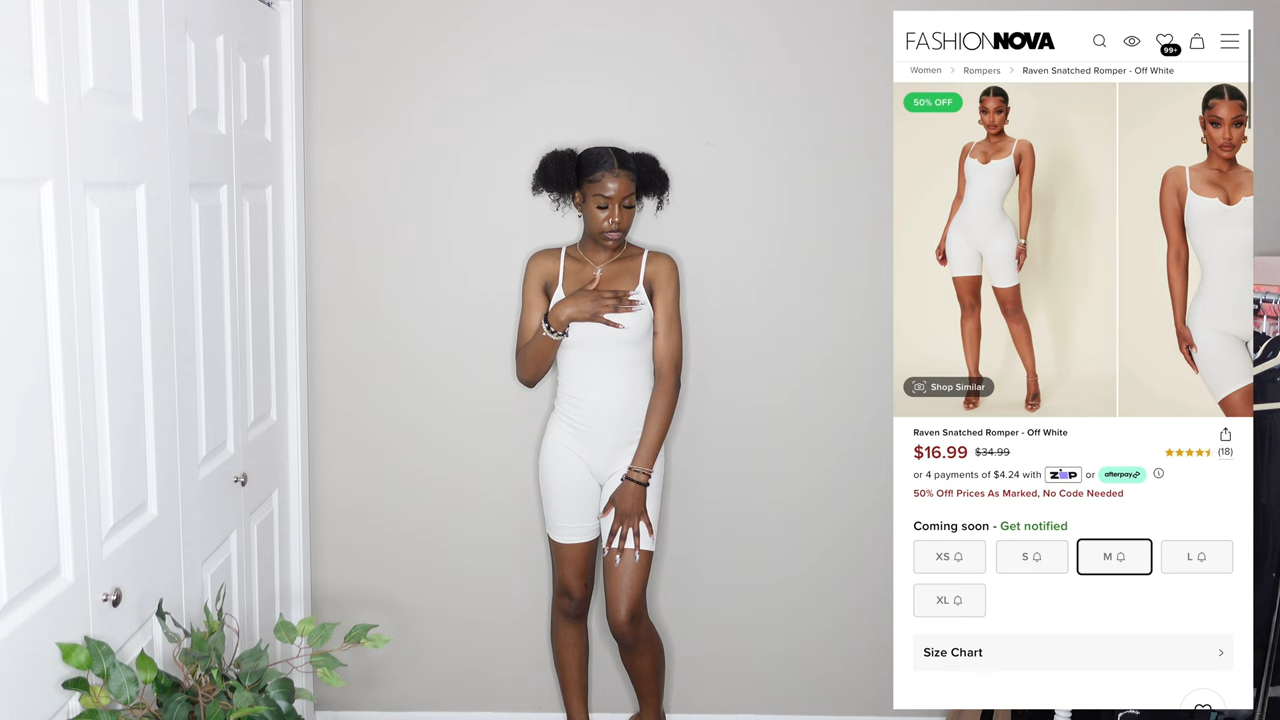 FASHIONNOVA
99+
Women > Rompers > Raven Snatched Romper - Off White
50% OFF
Shop Similar
Raven Snatched Romper - Off White
$16.99 $34.99
(18)
or 4 payments of $4.24 with zip or afterpay
50% Off! Prices As Marked, No Code Needed
Coming soon - Get notified
XS S M L
XL
Size Chart >